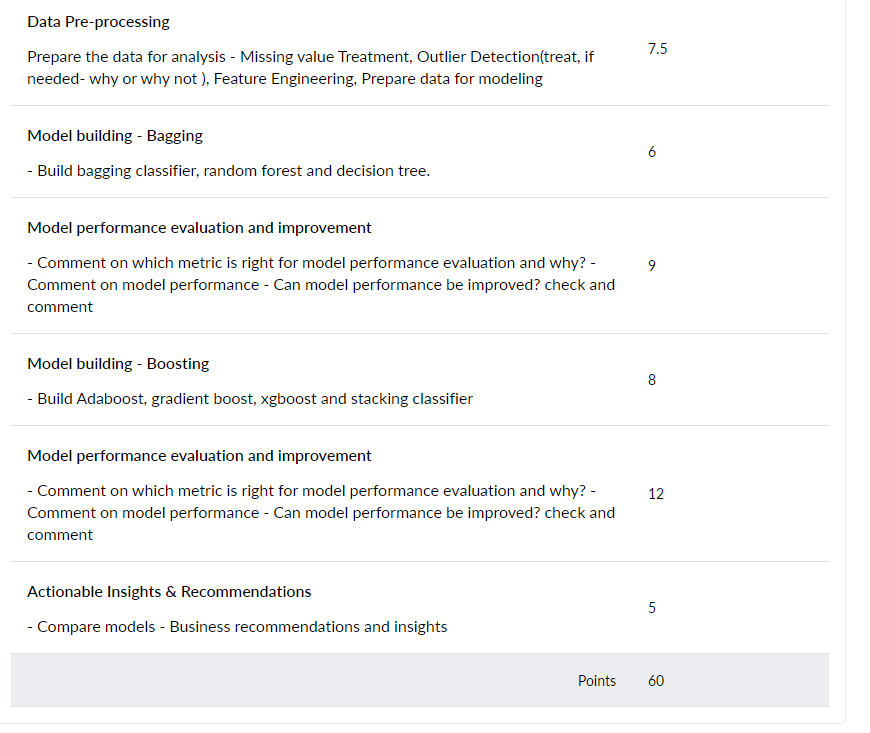 Data Pre-processing
Prepare the data for analysis - Missing value Treatment, Outlier Detection(treat, if
needed- why or why not ), Feature Engineering, Prepare data for modeling
7.5
Model building - Bagging
- Build bagging classifier, random forest and decision tree.
6
Model performance evaluation and improvement
- Comment on which metric is right for model performance evaluation and why? -
Comment on model performance - Can model performance be improved? check and
comment
9
Model building - Boosting
- Build Adaboost, gradient boost, xgboost and stacking classifier
8
Model performance evaluation and improvement
- Comment on which metric is right for model performance evaluation and why? -
Comment on model performance - Can model performance be improved? check and
comment
12
Actionable Insights & Recommendations
- Compare models - Business recommendations and insights
5
Points 60